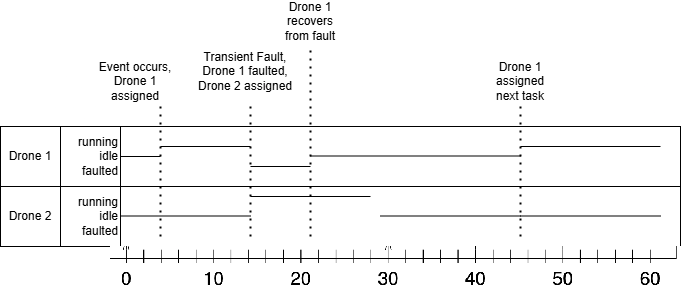 Drone 1
recovers
from fault
Event occurs,
Drone 1
assigned
Transient Fault,
Drone 1 faulted,
Drone 2 assigned
Drone 1
assigned
next task
Drone 1
running
idle
faulted
Drone 2
running
idle
faulted
0 10 20 30 40 50 60